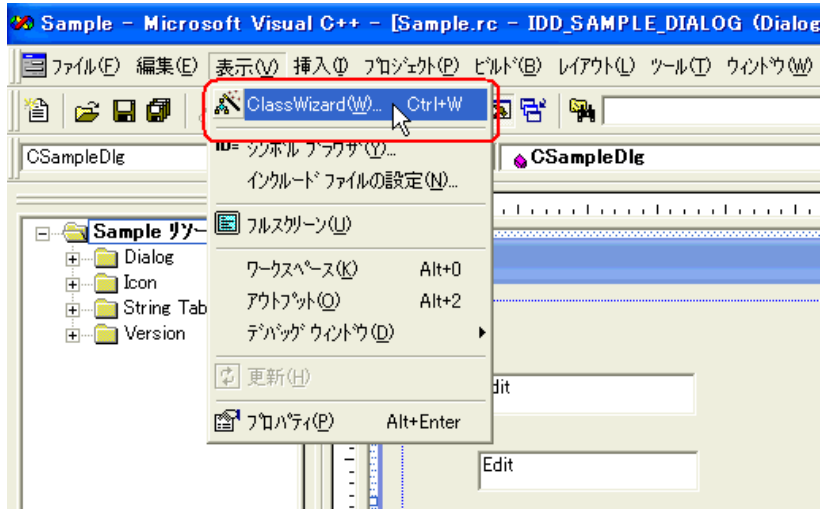 Sample - Microsoft Visual C++ - [Sample.rc - IDD_SAMPLE_DIALOG (Dialog
ﾌｧｲﾙ(F) 編集(E) 表示(V) 挿入(I) ﾌﾟﾛｼﾞｪｸﾄ(P) ﾋﾞﾙﾄﾞ(B) ﾚｲｱｳﾄ(L) ﾂｰﾙ(T) ｳｨﾝﾄﾞｳ(W)
ClassWizard(W)... Ctrl+W
CSampleDlg
CSampleDlg
ID= ｼﾝﾎﾞﾙ ﾌﾞﾗｳｻﾞ(Y)...
ｲﾝｸﾙｰﾄﾞ ﾌｧｲﾙの設定(N)...
ﾌﾙｽｸﾘｰﾝ(U)
ﾜｰｸｽﾍﾟｰｽ(K) Alt+0
ｱｳﾄﾌﾟｯﾄ(O) Alt+2
ﾃﾞﾊﾞｯｸﾞ ｳｨﾝﾄﾞｳ(D)
更新(H)
ﾌﾟﾛﾊﾟﾃｨ(P) Alt+Enter
Sample ﾘｿｰ
Dialog
Icon
String Tab
Version
dit
Edit